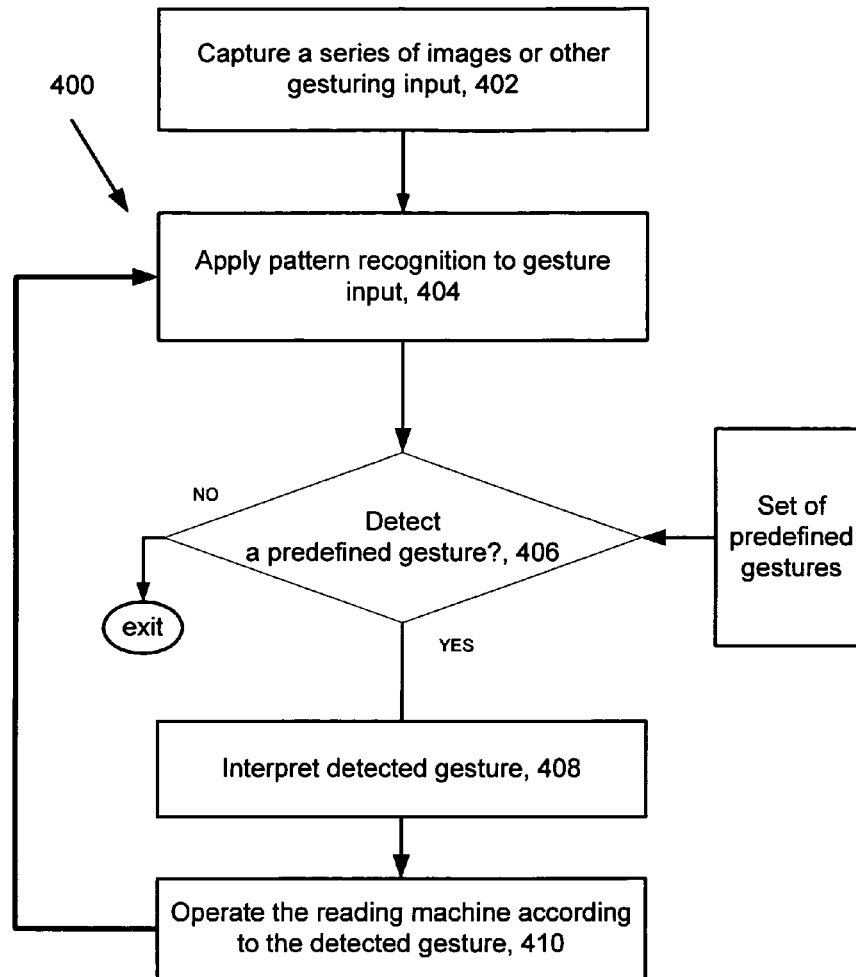 Capture a series of images or other
gesturing input, 402
400
Apply pattern recognition to gesture
input, 404
NO
Detect
a predefined gesture?, 406
Set of
predefined
gestures
exit
YES
Interpret detected gesture, 408
Operate the reading machine according
to the detected gesture, 410